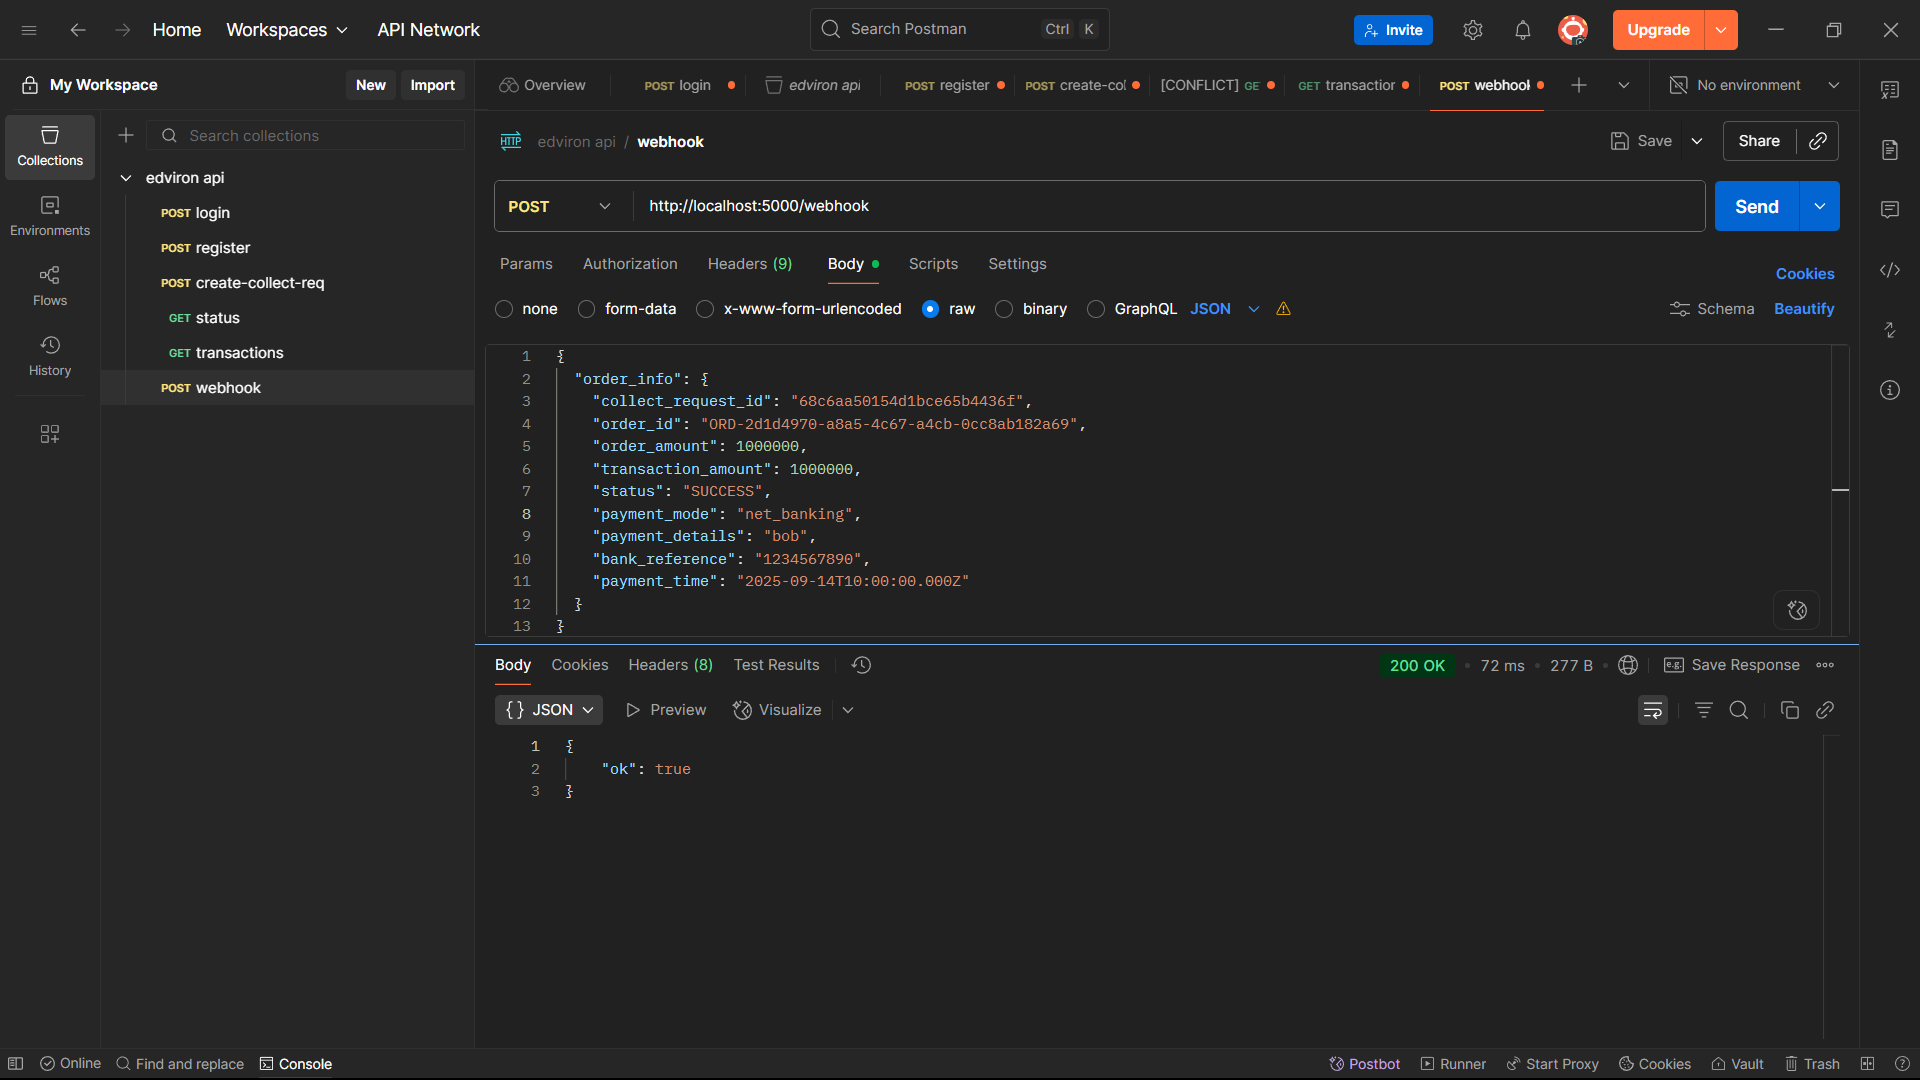 Home Workspaces API Network Search Postman Ctrl K Invite Upgrade
My Workspace New Import Overview POST login edviron api POST register POST create-col [CONFLICT] GE GET transaction POST webhook No environment
Collections
Environments
Flows
History
Search collections
edviron api
POST login
POST register
POST create-collect-req
GET status
GET transactions
POST webhook
HTTP edviron api / webhook Save Share
POST http://localhost:5000/webhook Send
Params Authorization Headers (9) Body Scripts Settings Cookies
none form-data x-www-form-urlencoded raw binary GraphQL JSON Schema Beautify
1 {
2 "order_info": {
3 "collect_request_id": "68c6aa50154d1bce65b4436f",
4 "order_id": "ORD-2d1d4970-a8a5-4c67-a4cb-0cc8ab182a69",
5 "order_amount": 1000000,
6 "transaction_amount": 1000000,
7 "status": "SUCCESS",
8 "payment_mode": "net_banking",
9 "payment_details": "bob",
10 "bank_reference": "1234567890",
11 "payment_time": "2025-09-14T10:00:00.000Z"
12 }
13 }
Body Cookies Headers (8) Test Results 200 OK 72 ms 277 B e.g. Save Response
{} JSON Preview Visualize
1 {
2 "ok": true
3 }
Online Find and replace Console Postbot Runner Start Proxy Cookies Vault Trash